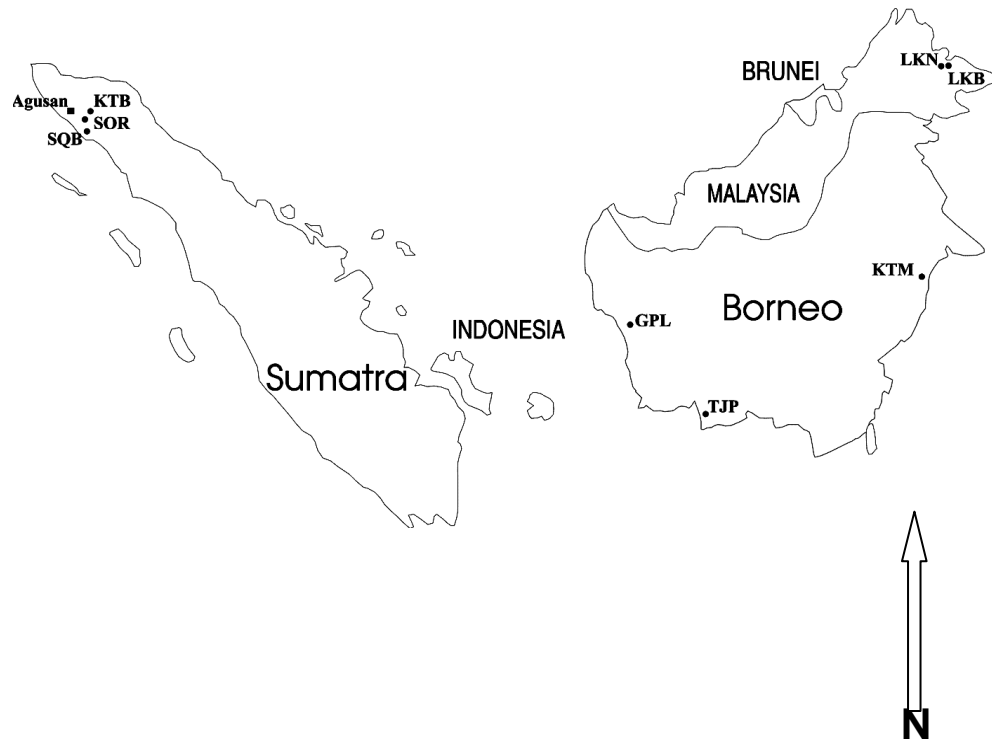 LKN
BRUNEI
LKB
Agusan
KTB
SOR
SQB
MALAYSIA
KTM
Borneo
GPL
INDONESIA
Sumatra
TJP
N